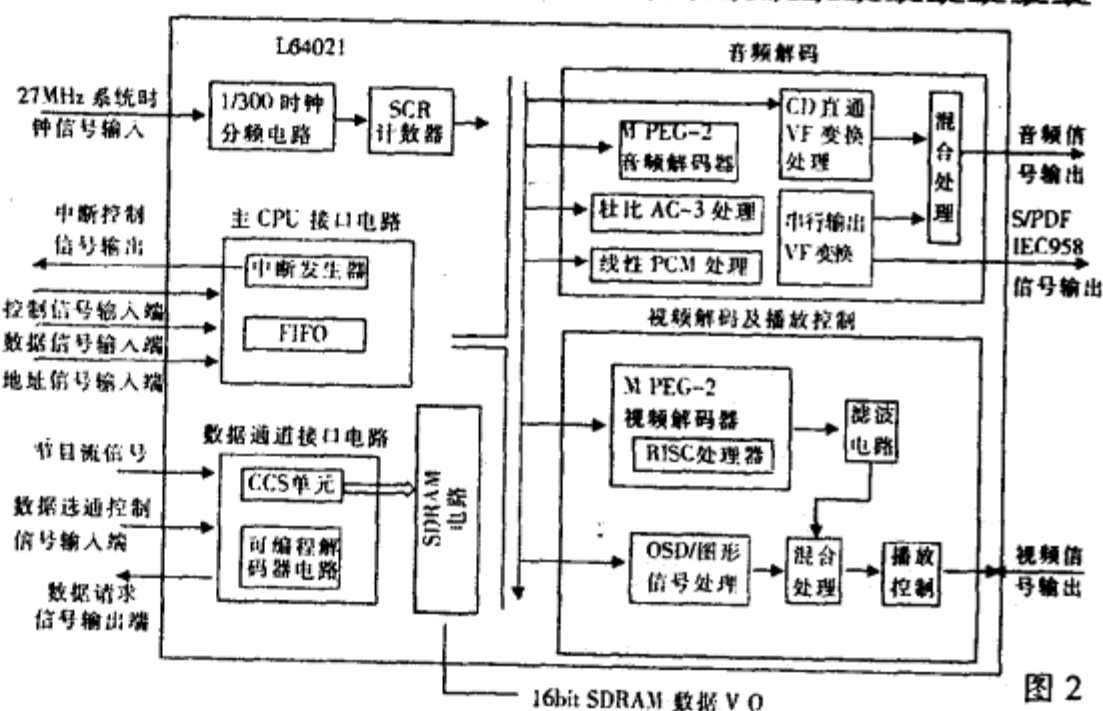 L64021
27MHz 系统时
钟信号输入
1/300 时钟
分频电路
SCR
计数器
中断控制
信号输出
主 CPU 接口电路
中断发生器
FIFO
控制信号输入端
数据信号输入端
地址信号输入端
节目流信号
数据通道接口电路
CCS单元
可编程解
码器电路
数据选通控制
信号输入端
数据请求
信号输出端
SDRAM
电路
16bit SDRAM 数据 V O
音频解码
CD直通
VF 变换
处理
M PEG-2
音频解码器
杜比 AC-3 处理
线性 PCM 处理
串行输出
VF 变换
混合处理
音频信
号输出
S/PDF
IEC958
信号输出
视频解码及播放控制
M PEG-2
视频解码器
RISC处理器
滤波
电路
OSD/图形
信号处理
混合
处理
播放
控制
视频信
号输出
图 2